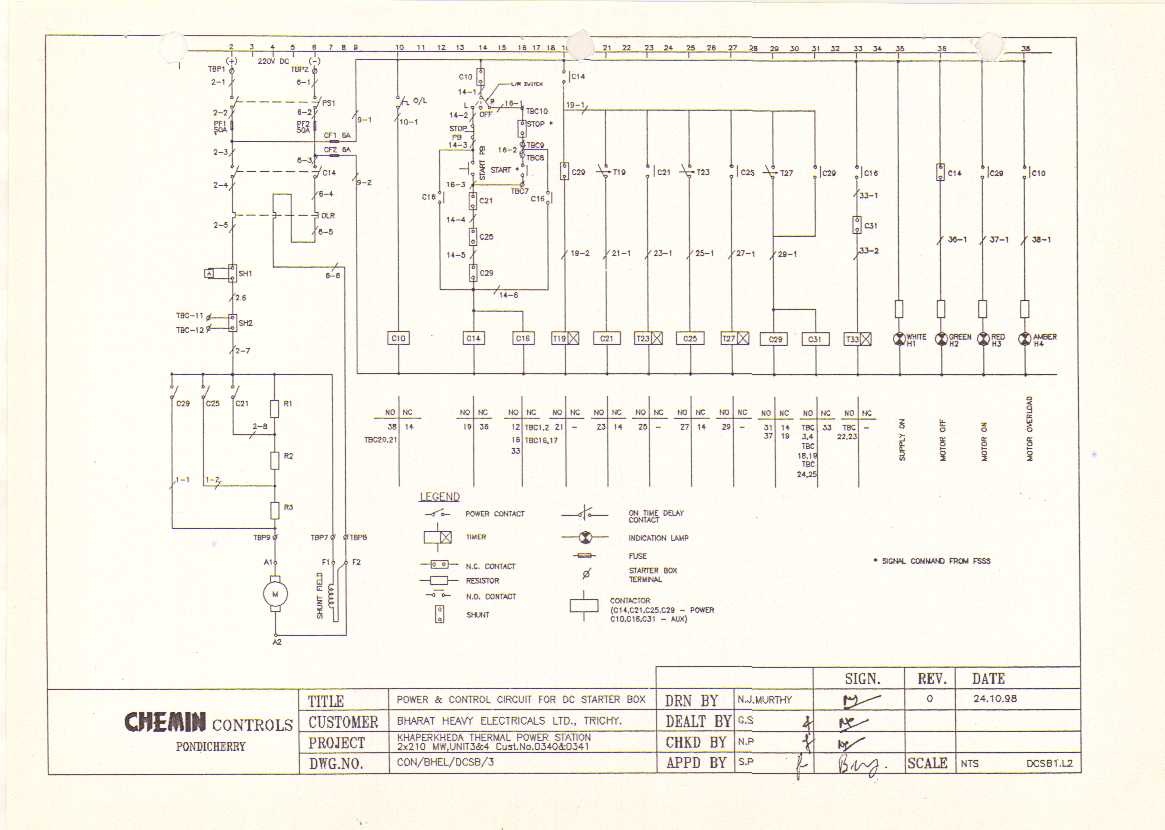 2 3 4 5 6 7 8 9 10 11 12 13 14 15 16 17 18 21 22 23 24 25 26 27 28 29 30 31 32 33 34 35 36 38
(+) 220V DC (-)
TBP1 TBP2
2-1 6-1
PS1
2-2 6-2
PF1 50A PF2 50A
CF1 6A
CF2 6A
2-3 6-3
C14
2-4 6-4
OLR
2-5 6-5
6-6
9-1
9-2
SH1
A
2.6
TBC-11
TBC-12
SH2
2-7
C29 C25 C21 R1
2-8
R2
1-1 1-2
R3
TBP9 TBP7 TBP8
A1 F1 F2
M
SHUNT FIELD
A2
O/L
10-1
C10
14-1
L/R SWITCH
L R
OFF
16-1
14-2
TBC10
STOP PB
STOP *
14-3
16-2
TBC9
TBC8
START PB
START *
16-3
TBC7
C16 C16
C21
14-4
C25
14-5
C29
14-6
C14
19-1
C29 T19 C21 T23 C25 T27 C29 C16 C14 C29 C10
33-1
C31
33-2
19-2 21-1 23-1 25-1 27-1 29-1 36-1 37-1 38-1
C10 C14 C16 T19 C21 T23 C25 T27 C29 C31 T33
WHITE H1
GREEN H2
RED H3
AMBER H4
NO NC NO NC NO NC NO NC NO NC NO NC NO NC NO NC NO NC NO NC
38 14
TBC20,21
19 36
12 TBC1,2
16 TBC16,17
33
21 -
23 14
25 -
27 14
29 -
31 14
37 19
TBC 33
3,4
TBC
18,19
TBC
24,25
TBC -
22,23
SUPPLY ON
MOTOR OFF
MOTOR ON
MOTOR OVERLOAD
LEGEND
POWER CONTACT
TIMER
N.C. CONTACT
RESISTOR
N.O. CONTACT
SHUNT
ON TIME DELAY
CONTACT
INDICATION LAMP
FUSE
STARTER BOX
TERMINAL
CONTACTOR
(C14,C21,C25,C29 - POWER
C10,C16,C31 - AUX)
* SIGNAL COMMAND FROM FSSS
CHEMIN CONTROLS
PONDICHERRY
TITLE POWER & CONTROL CIRCUIT FOR DC STARTER BOX
CUSTOMER BHARAT HEAVY ELECTRICALS LTD., TRICHY.
PROJECT KHAPERKHEDA THERMAL POWER STATION
2x210 MW,UNIT3&4 Cust.No.0340&0341
DWG.NO. CON/BHEL/DCSB/3
SIGN. REV. DATE
DRN BY N.J.MURTHY 0 24.10.98
DEALT BY G.S
CHKD BY N.P
APPD BY S.P
SCALE NTS DCSB1.L2